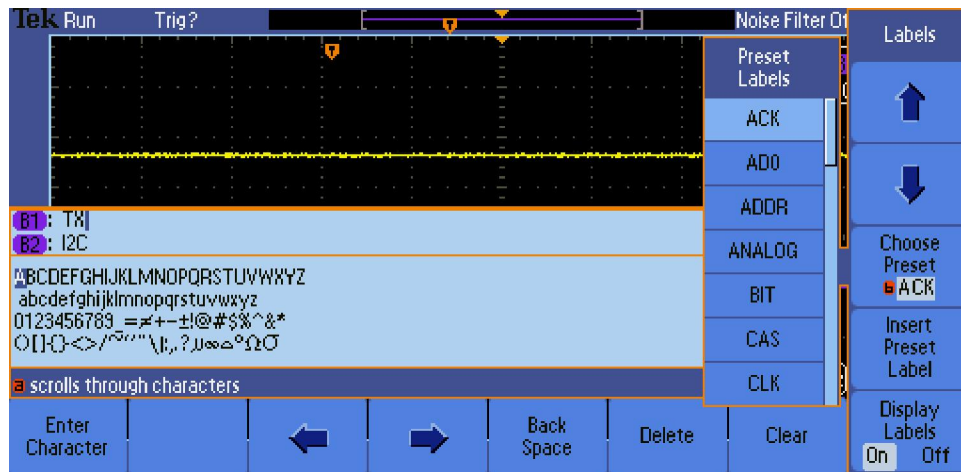 Tek Run Trig? Noise Filter Of
Labels
Preset
Labels
ACK
AD0
ADDR
ANALOG
BIT
CAS
CLK
B1: TX
B2: I2C
ABCDEFGHIJKLMNOPQRSTUVWXYZ
abcdefghijklmnopqrstuvwxyz
0123456789_=≠+-±!@#$%^&*
a scrolls through characters
Choose
Preset
b ACK
Insert
Preset
Label
Display
Labels
On Off
Enter
Character
Back
Space
Delete
Clear